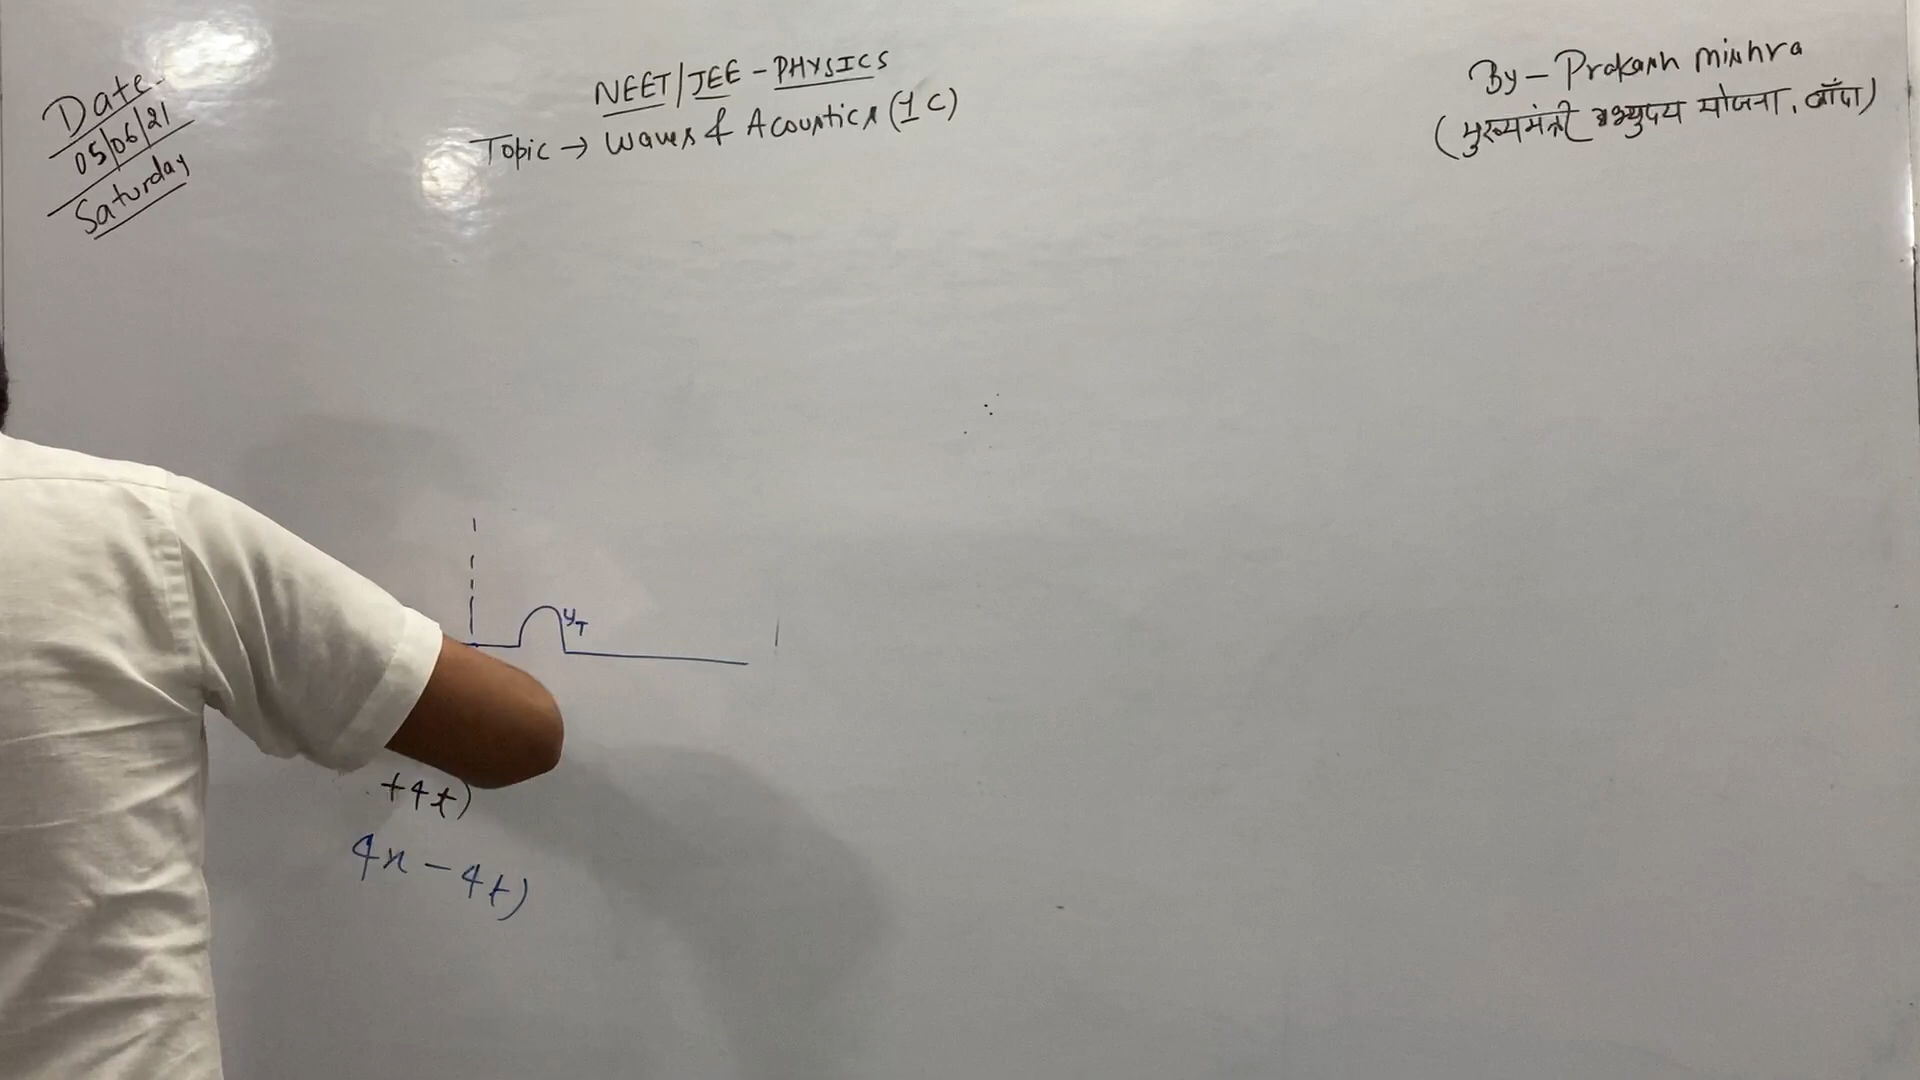 Date-
05/06/21
Saturday
NEET/JEE-PHYSICS
Topic → Waves & Acoustics (1C)
By- Prakash Mishra
(मुख्यमंत्री अभ्युदय योजना, बाँदा)
yT
+4t)
4x-4t)